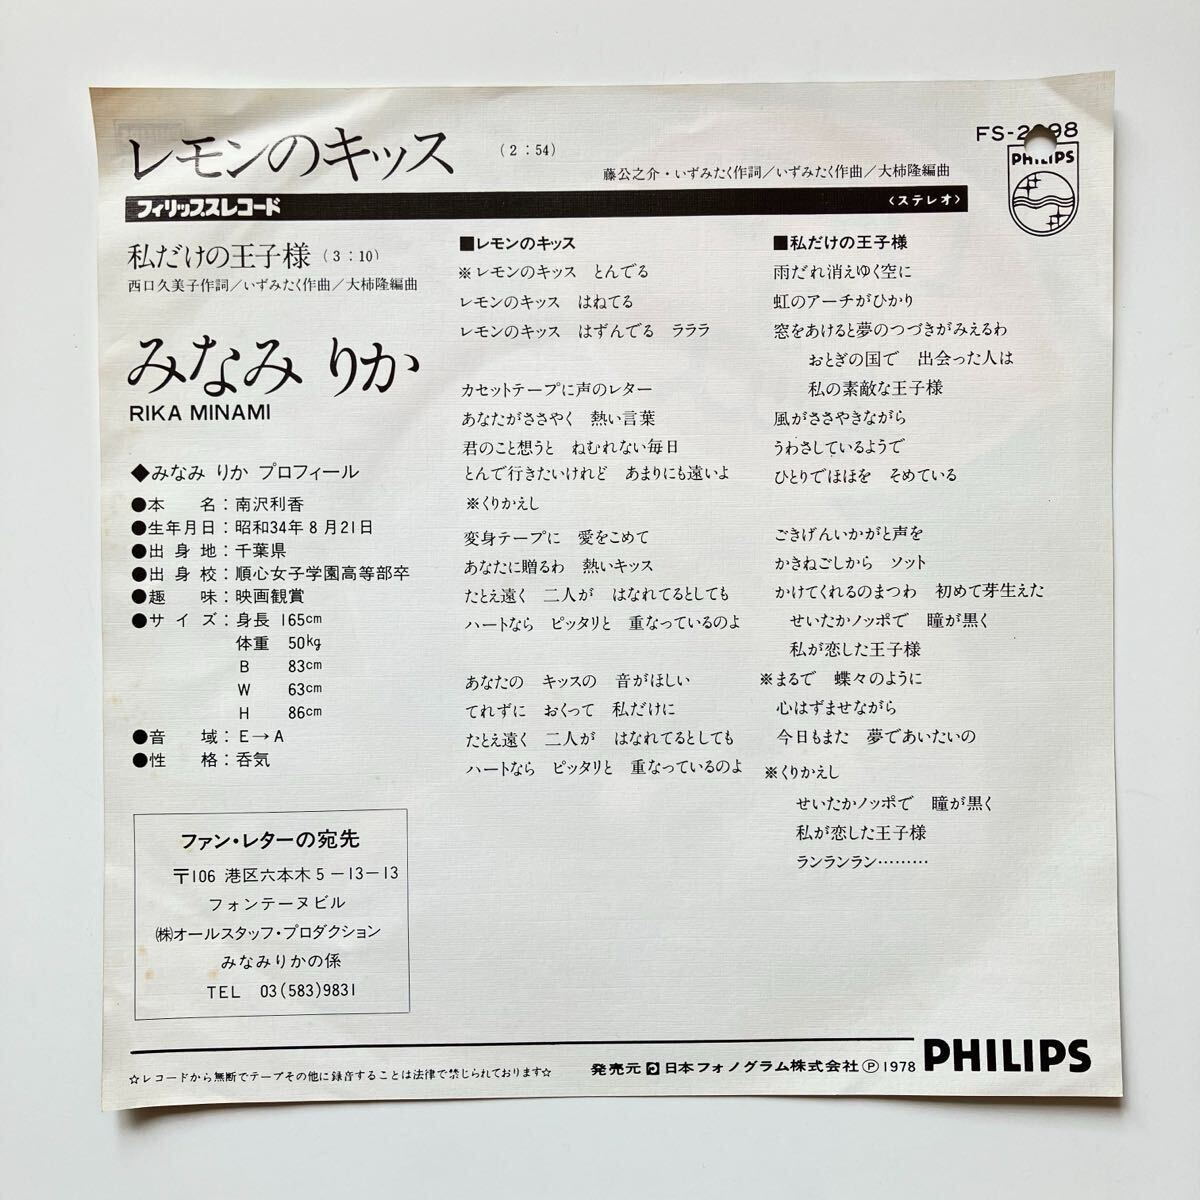 レモンのキッス (2:54)
藤公之介・いずみたく作詞/いずみたく作曲/大柿隆編曲
PHILIPS
フィリップスレコード 〈ステレオ〉
私だけの王子様 (3:10)
西口久美子作詞/いずみたく作曲/大柿隆編曲
みなみ りか
RIKA MINAMI
◆みなみ りか プロフィール
●本 名:南沢利香
●生年月日:昭和34年8月21日
●出身地:千葉県
●出身校:順心女子学園高等部卒
●趣 味:映画観賞
●サイズ:身長 165cm
体重 50kg
B 83cm
W 63cm
H 86cm
●音 域:E→A
●性 格:呑気
ファン・レターの宛先
〒106 港区六本木5-13-13
フォンテーヌビル
㈱オールスタッフ・プロダクション
みなみりかの係
TEL 03(583)9831
■レモンのキッス
※レモンのキッス とんでる
レモンのキッス はねてる
レモンのキッス はずんでる ラララ
カセットテープに声のレター
あなたがささやく 熱い言葉
君のこと想うと ねむれない毎日
とんで行きたいけれど あまりにも遠いよ
※くりかえし
変身テープに 愛をこめて
あなたに贈るわ 熱いキッス
たとえ遠く 二人が はなれてるとしても
ハートなら ピッタリと 重なっているのよ
あなたの キッスの 音がほしい
てれずに おくって 私だけに
たとえ遠く 二人が はなれてるとしても
ハートなら ピッタリと 重なっているのよ
■私だけの王子様
雨だれ消えゆく空に
虹のアーチがひかり
窓をあけると夢のつづきがみえるわ
おとぎの国で 出会った人は
私の素敵な王子様
風がささやきながら
うわさしているようで
ひとりでほほを そめている
ごきげんいかがと声を
かきねごしから ソット
かけてくれるのまつわ 初めて芽生えた
せいたかノッポで 瞳が黒く
私が恋した王子様
※まるで 蝶々のように
心はずませながら
今日もまた 夢であいたいの
※くりかえし
せいたかノッポで 瞳が黒く
私が恋した王子様
ランランラン………
☆レコードから無断でテープその他に録音することは法律で禁じられております☆
発売元 日本フォノグラム株式会社Ⓟ1978 PHILIPS